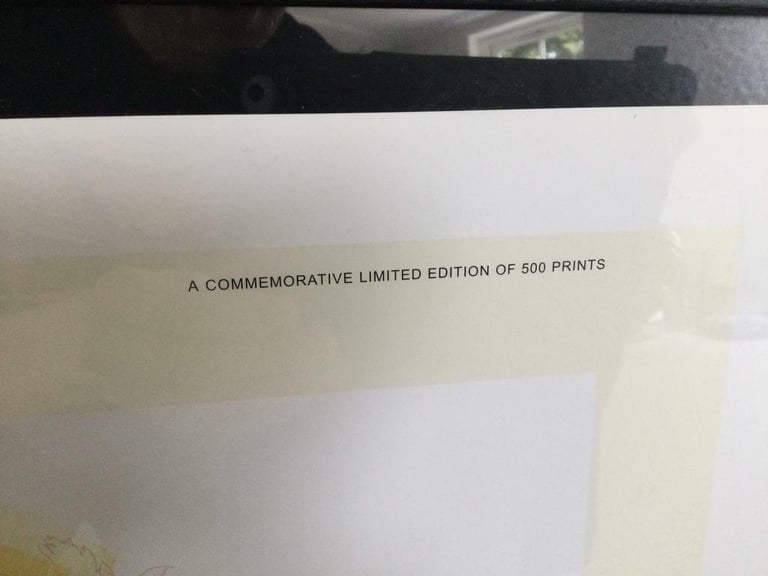 A COMMEMORATIVE LIMITED EDITION OF 500 PRINTS